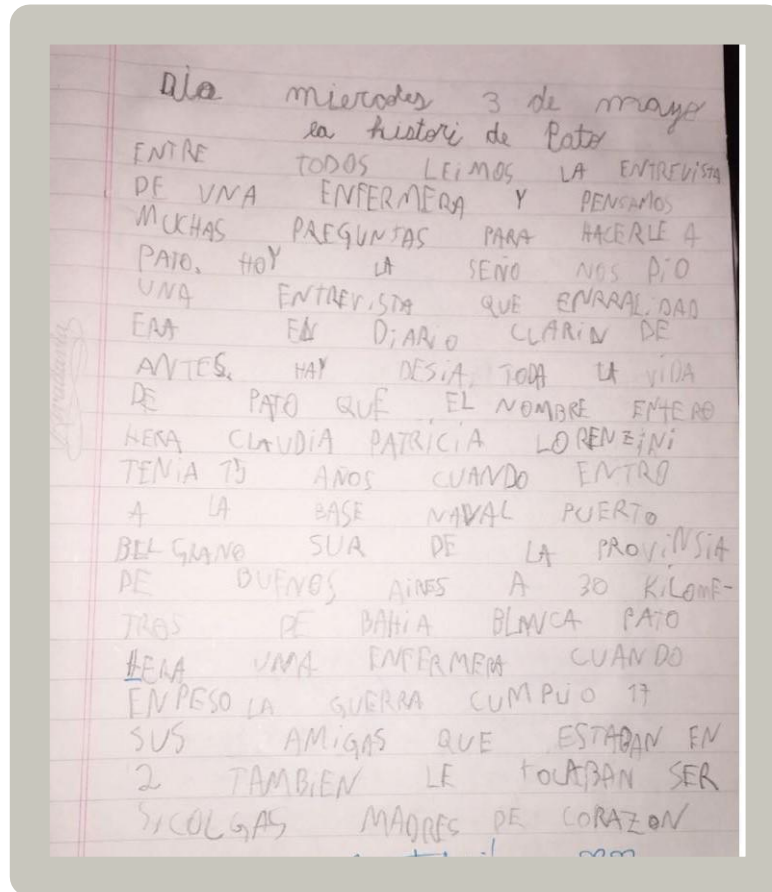 Dia miercoles 3 de mayo
la histori de Pato
ENTRE TODOS LEiMOS LA ENTREViSTA
DE UNA ENFERMERA Y PENSAMOS
MUCHAS PREGUNTAS PARA HACERLE A
PATO. HOY LA SEÑO NOS DiO
UNA ENTREViSTA QUE ENRRALiDAD
ERA EN DiARiO CLARiN DE
ANTES. HAY DESiA TODA LA ViDA
DE PATO QUE EL NOMBRE ENTERO
HERA CLAUDiA PATRiCiA LORENZiNi
TENiA 15 AÑOS CUANDO ENTRO
A LA BASE NAVAL PUERTO
BELGRANO SUR DE LA PROViNSiA
DE BUENOS AiRES A 30 KiLOME-
TROS DE BAHiA BLANCA PATO
HERA UNA ENFERMERA CUANDO
ENPESO LA GUERRA CUMPLIO 17
SUS AMiGAS QUE ESTABAN EN
2 TAMBiEN LE TOCABAN SER
SiCOLGAS MADRES DE CORAZON